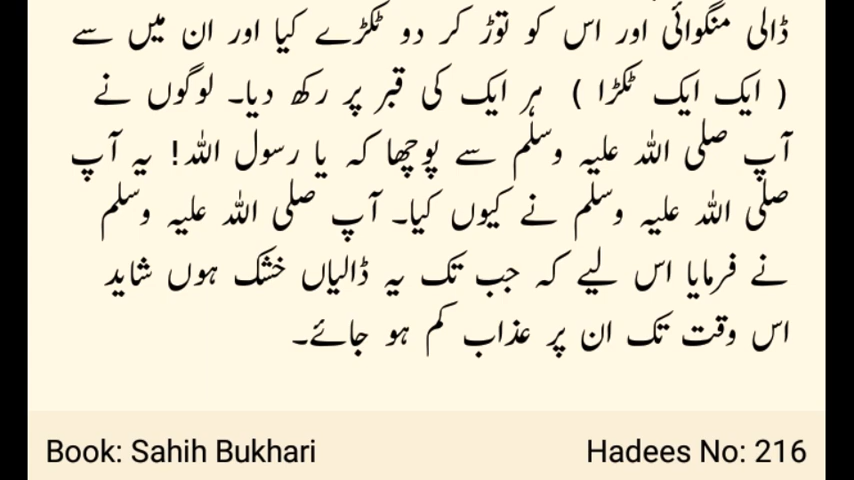 ڈالی منگوائی اور اس کو توڑ کر دو ٹکڑے کیا اور ان میں سے
( ایک ایک ٹکڑا ) ہر ایک کی قبر پر رکھ دیا۔ لوگوں نے
آپ صلی اللہ علیہ وسلم سے پوچھا کہ یا رسول اللہ! یہ آپ
صلی اللہ علیہ وسلم نے کیوں کیا۔ آپ صلی اللہ علیہ وسلم
نے فرمایا اس لیے کہ جب تک یہ ڈالیاں خشک ہوں شاید
اس وقت تک ان پر عذاب کم ہو جائے۔
Book: Sahih Bukhari Hadees No: 216